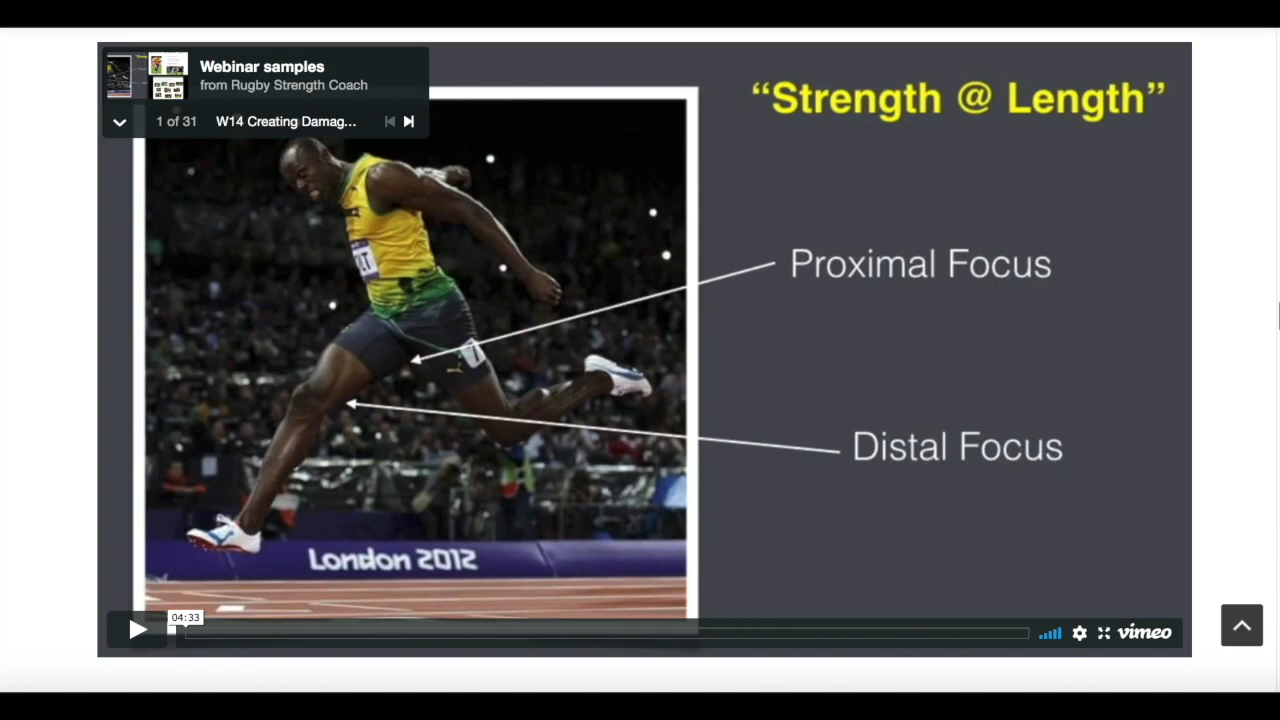 Webinar samples
from Rugby Strength Coach
1 of 31 W14 Creating Damag...
“Strength @ Length”
Proximal Focus
Distal Focus
LT
London 2012
04:33
vimeo